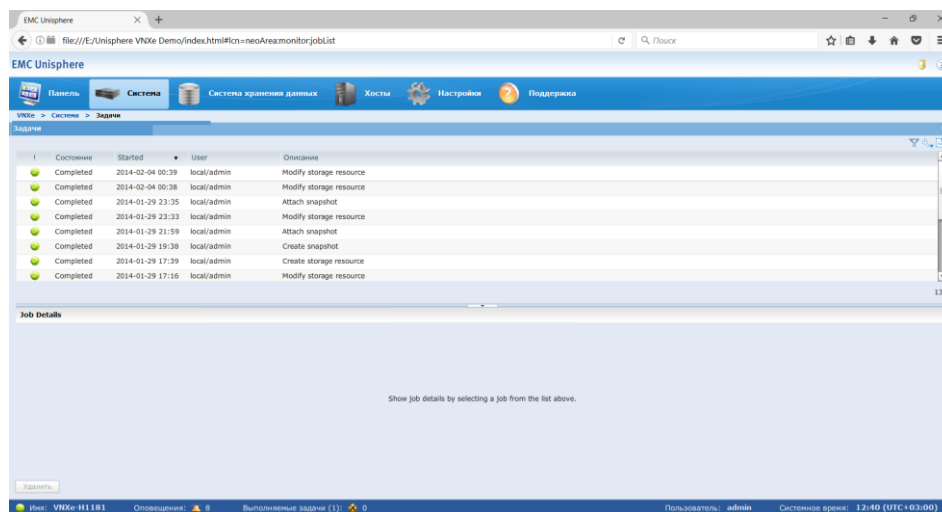 EMC Unisphere
file:///E:/Unisphere VNXe Demo/index.html#lcn=neoArea:monitor:jobList
Поиск
EMC Unisphere
Панель Система Система хранения данных Хосты Настройки Поддержка
VNXe > Система > Задачи
Задачи
! Состояние Started User Описание
Completed 2014-02-04 00:39 local/admin Modify storage resource
Completed 2014-02-04 00:38 local/admin Modify storage resource
Completed 2014-01-29 23:35 local/admin Attach snapshot
Completed 2014-01-29 23:33 local/admin Modify storage resource
Completed 2014-01-29 21:59 local/admin Attach snapshot
Completed 2014-01-29 19:38 local/admin Create snapshot
Completed 2014-01-29 17:39 local/admin Create storage resource
Completed 2014-01-29 17:16 local/admin Modify storage resource
13
Job Details
Show job details by selecting a job from the list above.
Удалить
Имя: VNXe-H1181 Оповещения: 8 Выполняемые задачи (1): 0 Пользователь: admin Системное время: 12:40 (UTC+03:00)